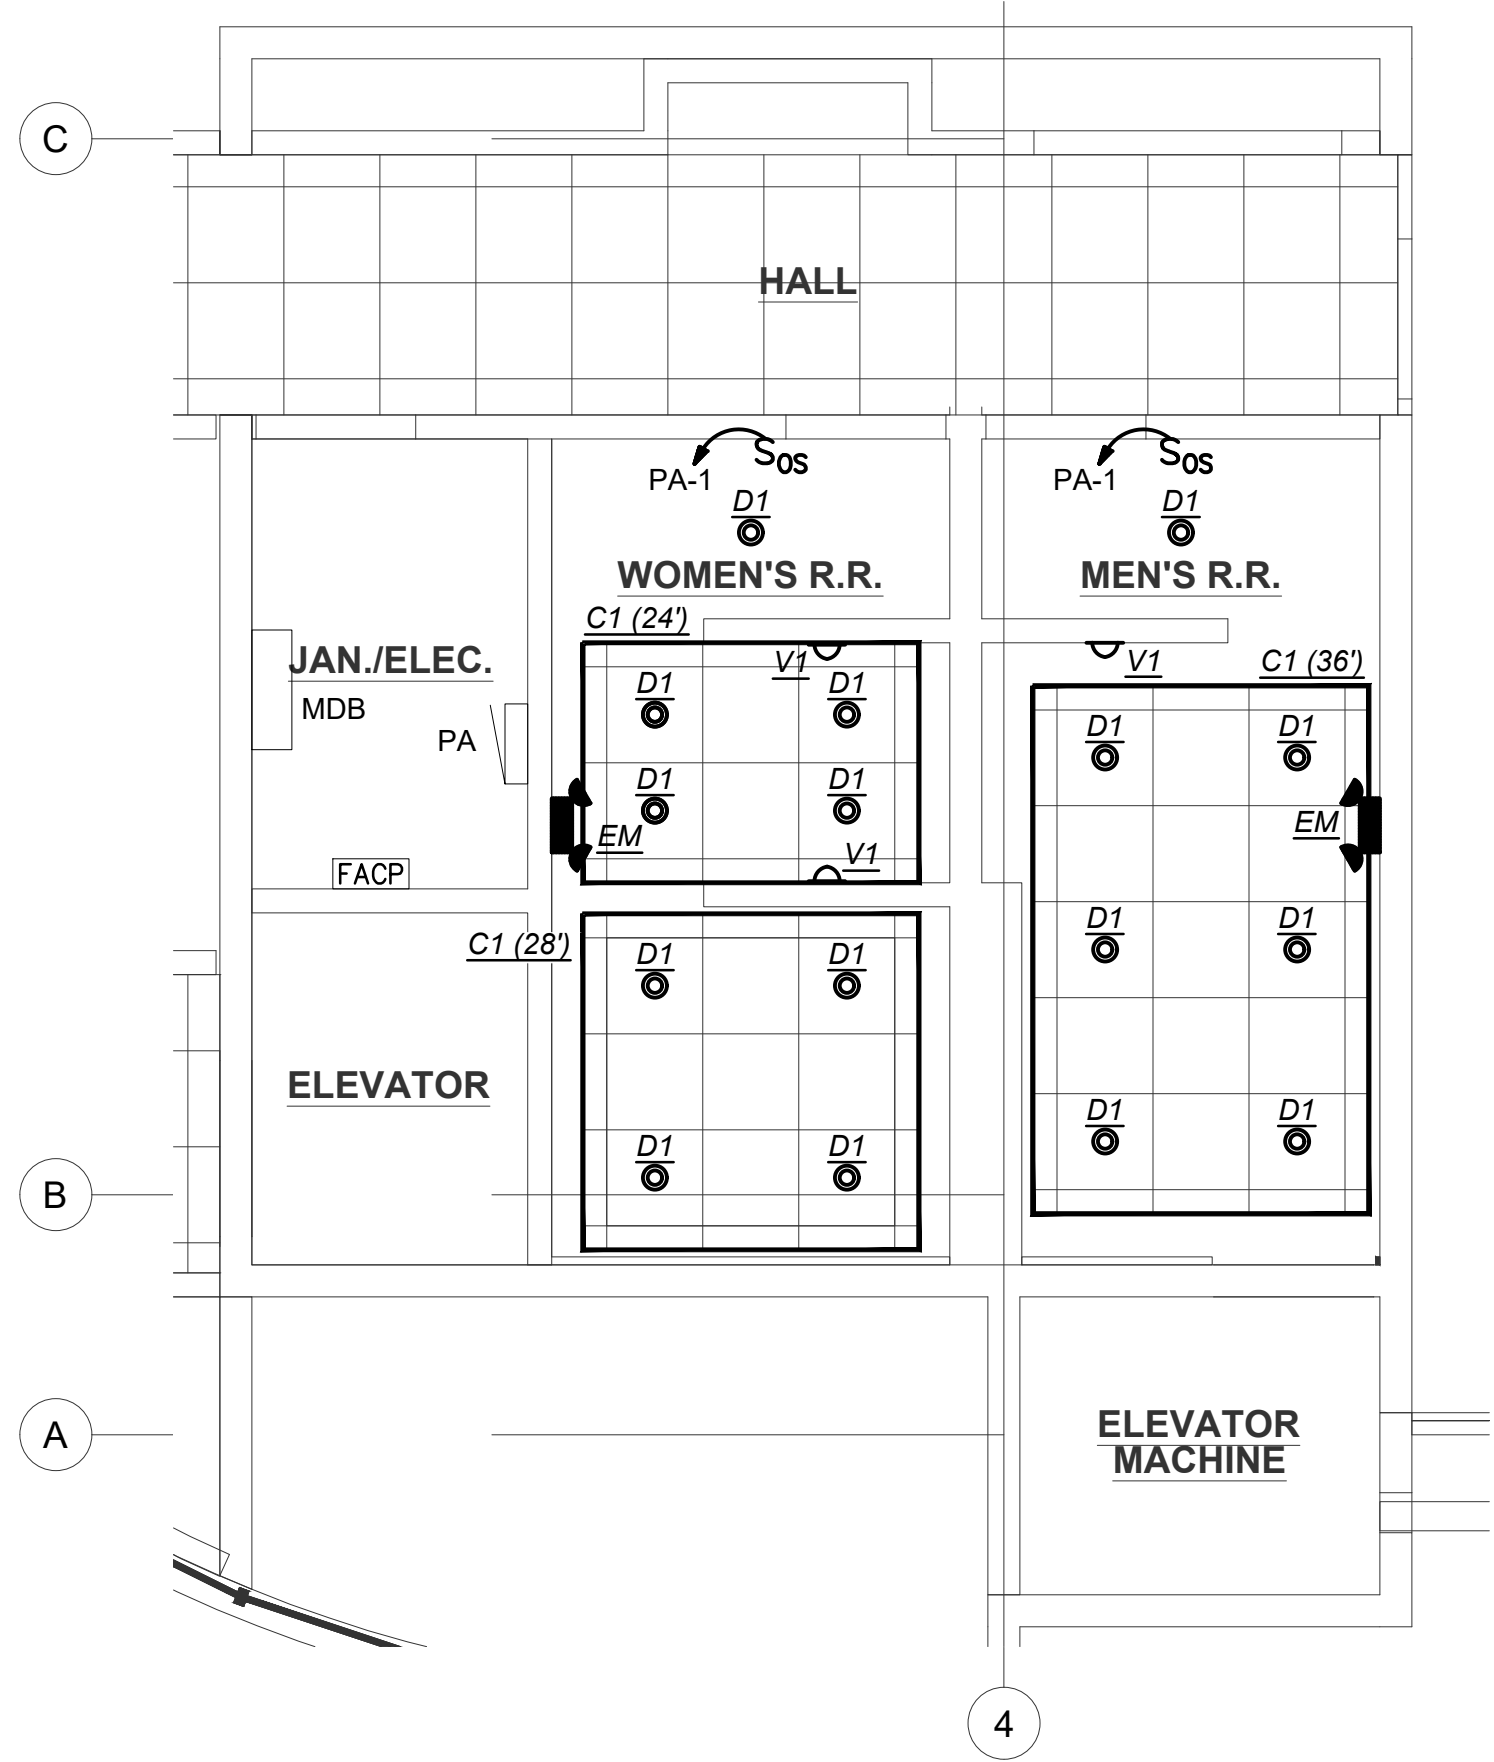 C
HALL
SOS
PA-1
SOS
PA-1
D1
D1
WOMEN'S R.R.
MEN'S R.R.
C1 (24')
V1
V1
C1 (36')
JAN./ELEC.
MDB
PA
D1
D1
D1
D1
D1
D1
EM
EM
V1
FACP
C1 (28')
D1
D1
D1
D1
ELEVATOR
D1
D1
D1
D1
B
A
ELEVATOR
MACHINE
4